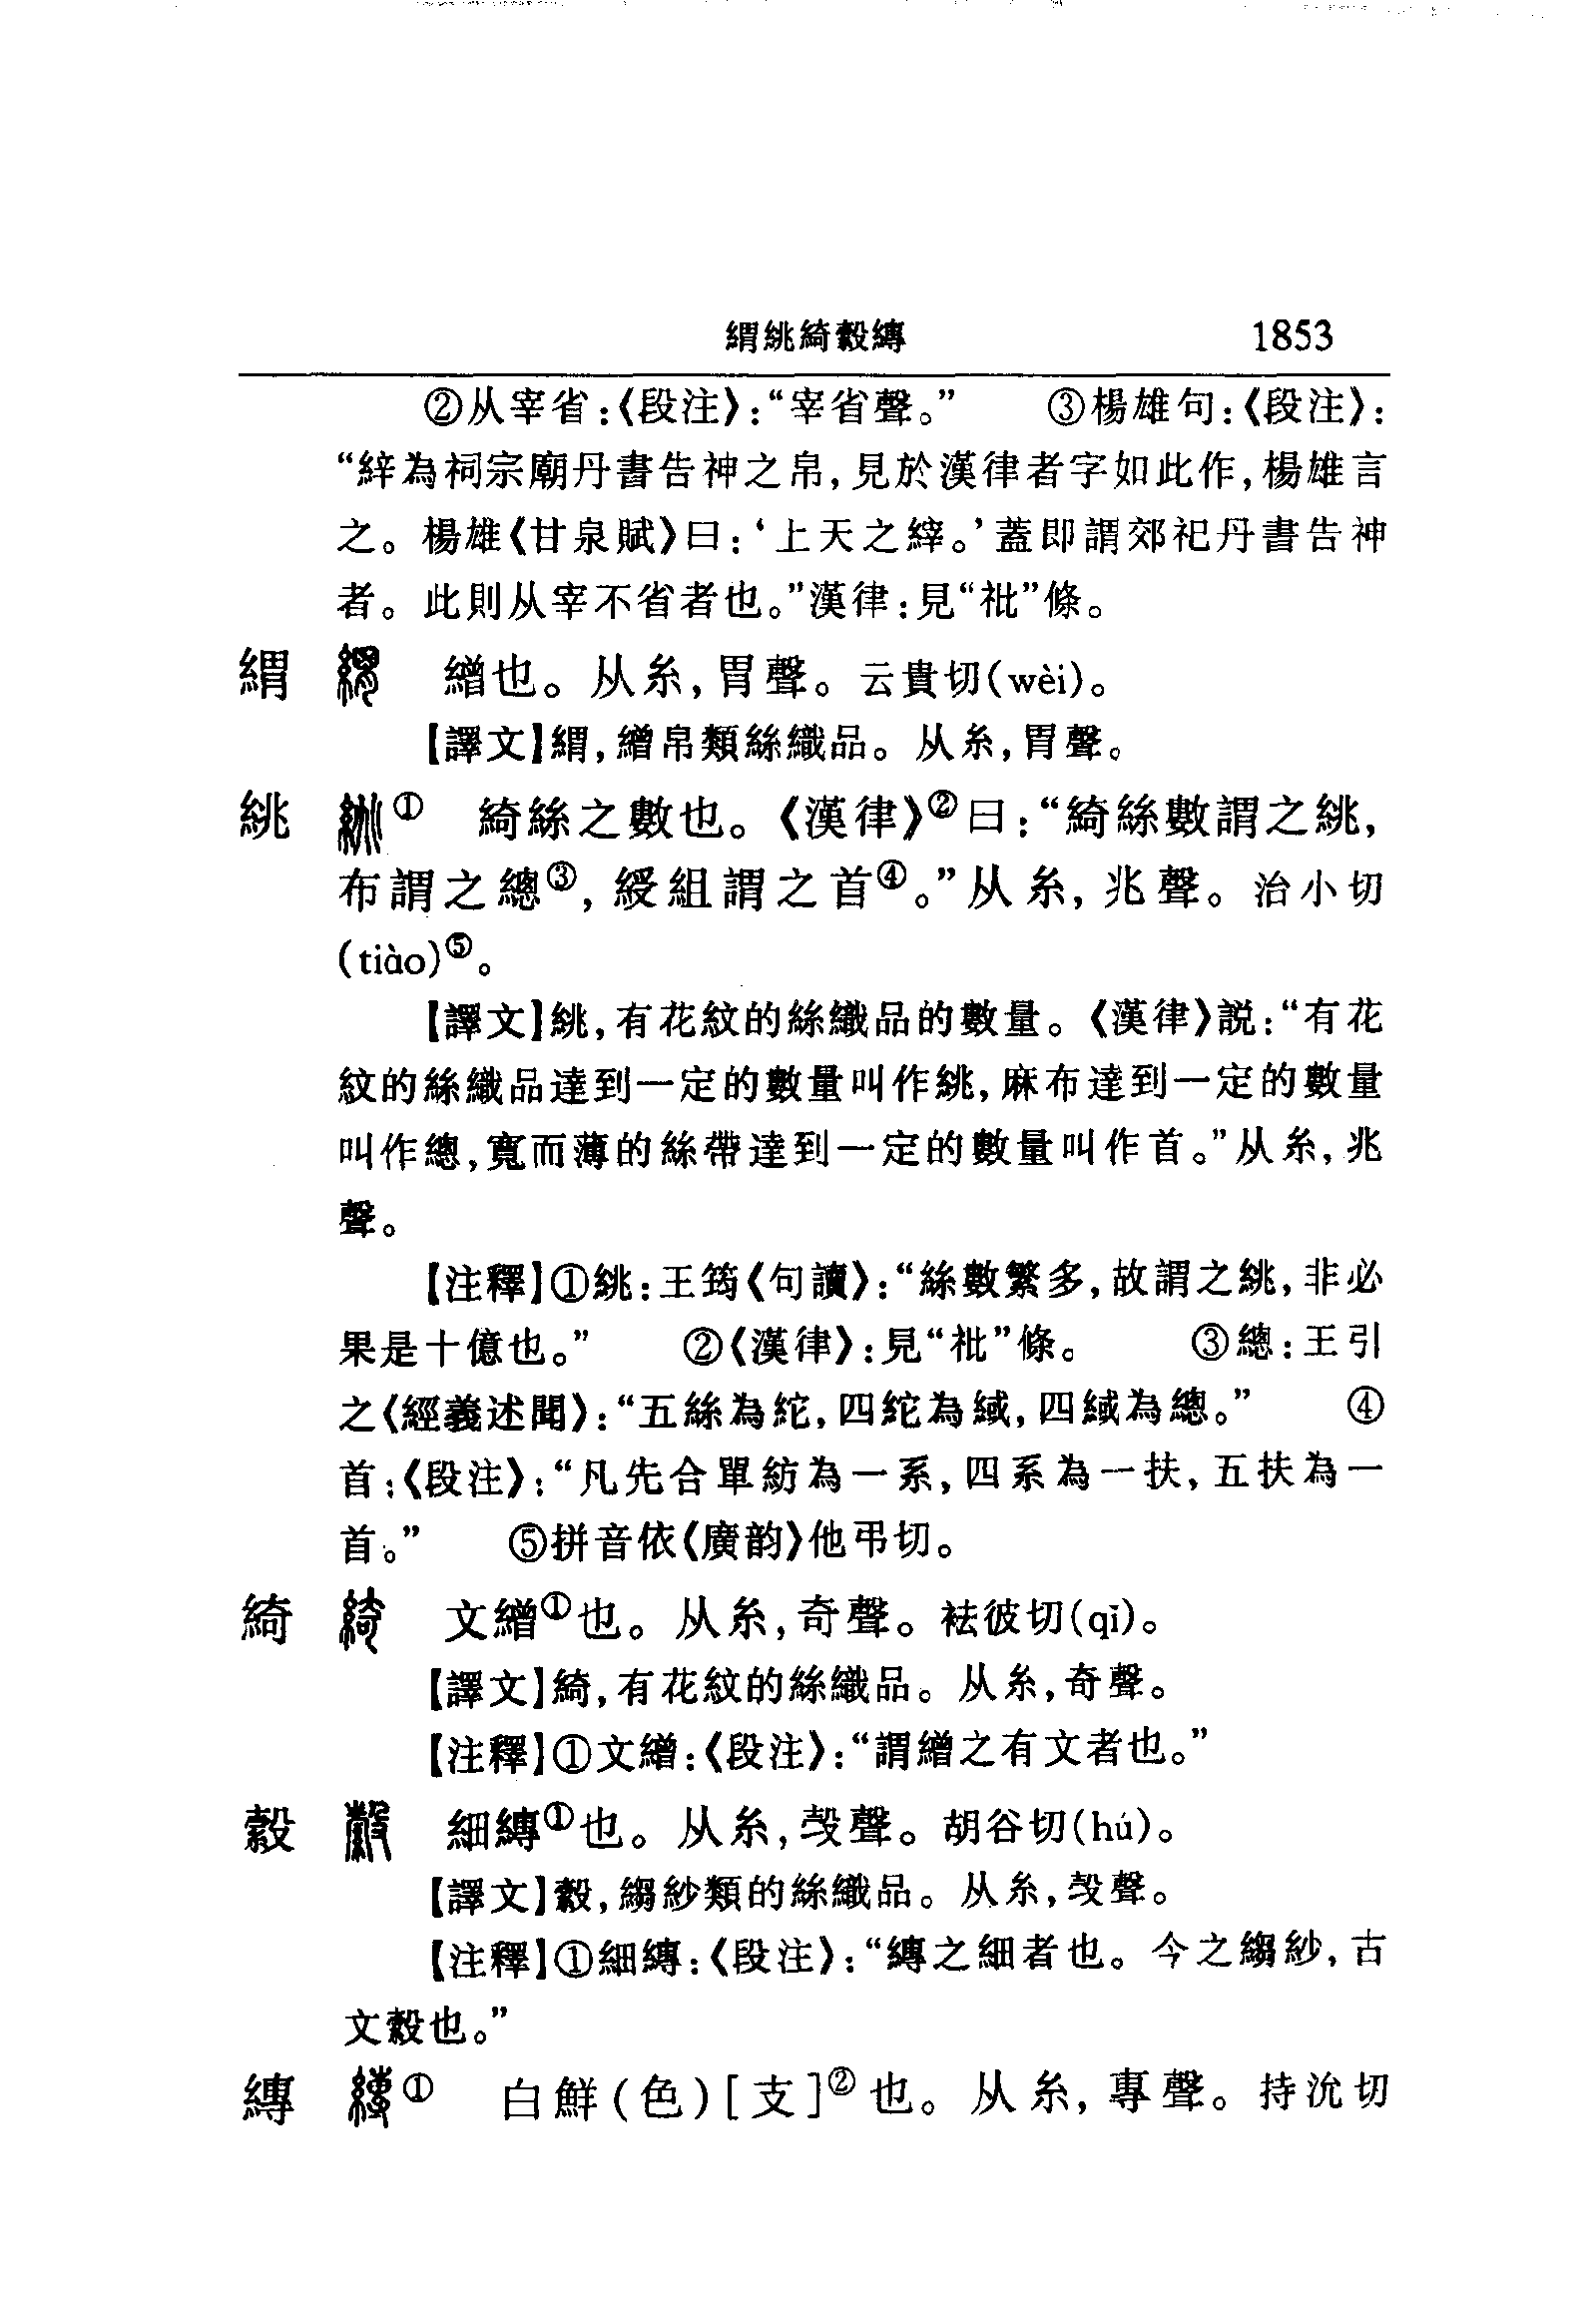 緭絩綺縠縳 1853
②从宰省:《段注》:“宰省聲。” ③楊雄句:《段注》:
“絳為祠宗廟丹書告神之帛,見於漢律者字如此作,楊雄言
之。楊雄《甘泉賦》曰:‘上天之縡。’蓋即謂郊祀丹書告神
者。此則从宰不省者也。”漢律:見“祉”條。
緭 繒也。从糸,胃聲。云貴切(wèi)。
【譯文】緭,繒帛類絲織品。从糸,胃聲。
絩 ① 綺絲之數也。《漢律》②曰:“綺絲數謂之絩,
布謂之總③,綬組謂之首④。”从糸,兆聲。治小切
(tiào)⑤。
【譯文】絩,有花紋的絲織品的數量。《漢律》説:“有花
紋的絲織品達到一定的數量叫作絩,麻布達到一定的數量
叫作總,寬而薄的絲帶達到一定的數量叫作首。”从糸,兆
聲。
【注釋】①絩:王筠《句讀》:“絲數繁多,故謂之絩,非必
果是十億也。” ②《漢律》:見“祉”條。 ③總:王引
之《經義述聞》:“五絲為紽,四紽為緎,四緎為總。” ④
首:《段注》:“凡先合單紡為一系,四系為一扶,五扶為一
首。” ⑤拼音依《廣韵》他弔切。
綺 文繒①也。从糸,奇聲。袪彼切(qǐ)。
【譯文】綺,有花紋的絲織品。从糸,奇聲。
【注釋】①文繒:《段注》:“謂繒之有文者也。”
縠 細縳①也。从糸,㱿聲。胡谷切(hú)。
【譯文】縠,縐紗類的絲織品。从糸,㱿聲。
【注釋】①細縳:《段注》:“縳之細者也。今之縐紗,古
文縠也。”
縳 ① 白鮮(色)[支]②也。从糸,專聲。持沇切